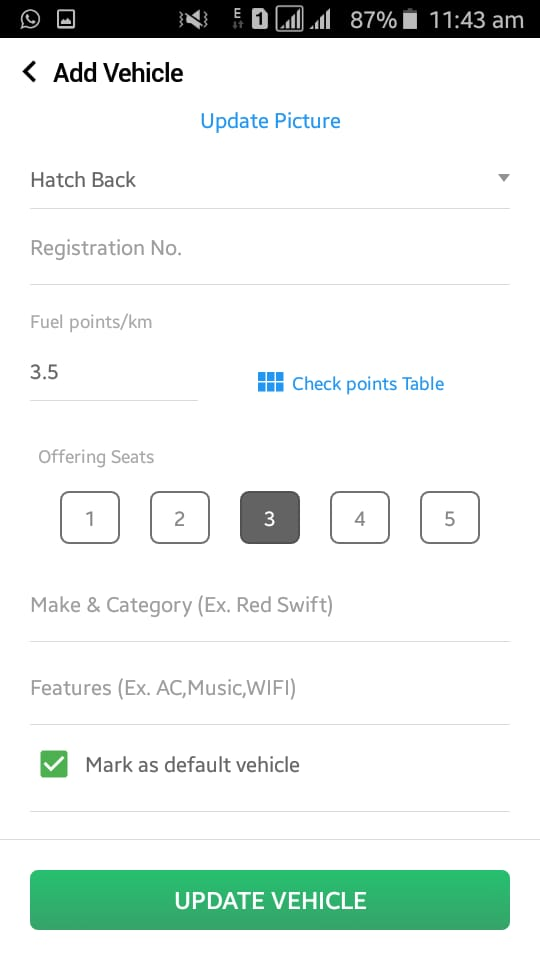 E 1 87% 11:43 am
Add Vehicle
Update Picture
Hatch Back
Registration No.
Fuel points/km
3.5
Check points Table
Offering Seats
1 2 3 4 5
Make & Category (Ex. Red Swift)
Features (Ex. AC,Music,WIFI)
Mark as default vehicle
UPDATE VEHICLE